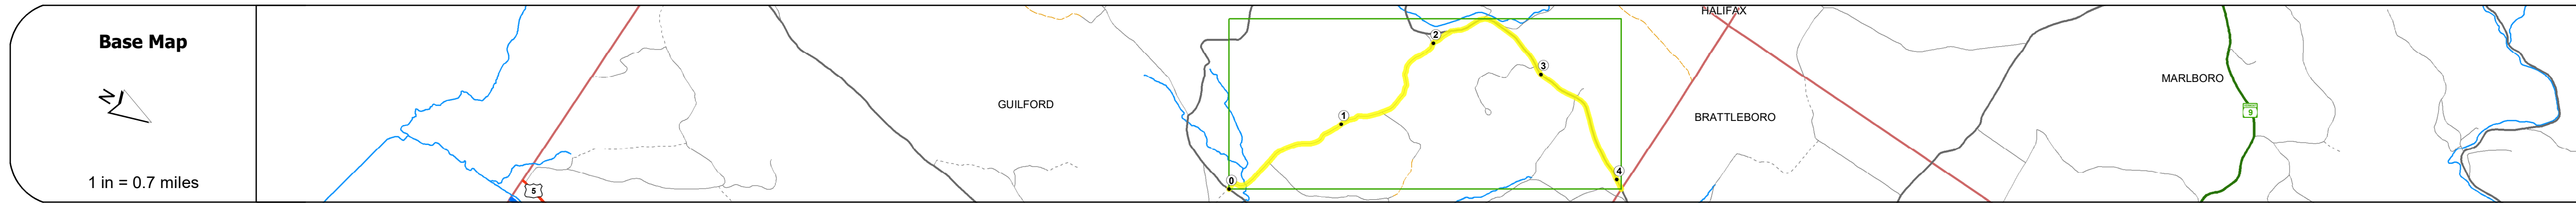 Base Map
N
1 in = 0.7 miles
5
GUILFORD
0
1
2
3
4
HALIFAX
BRATTLEBORO
MARLBORO
9